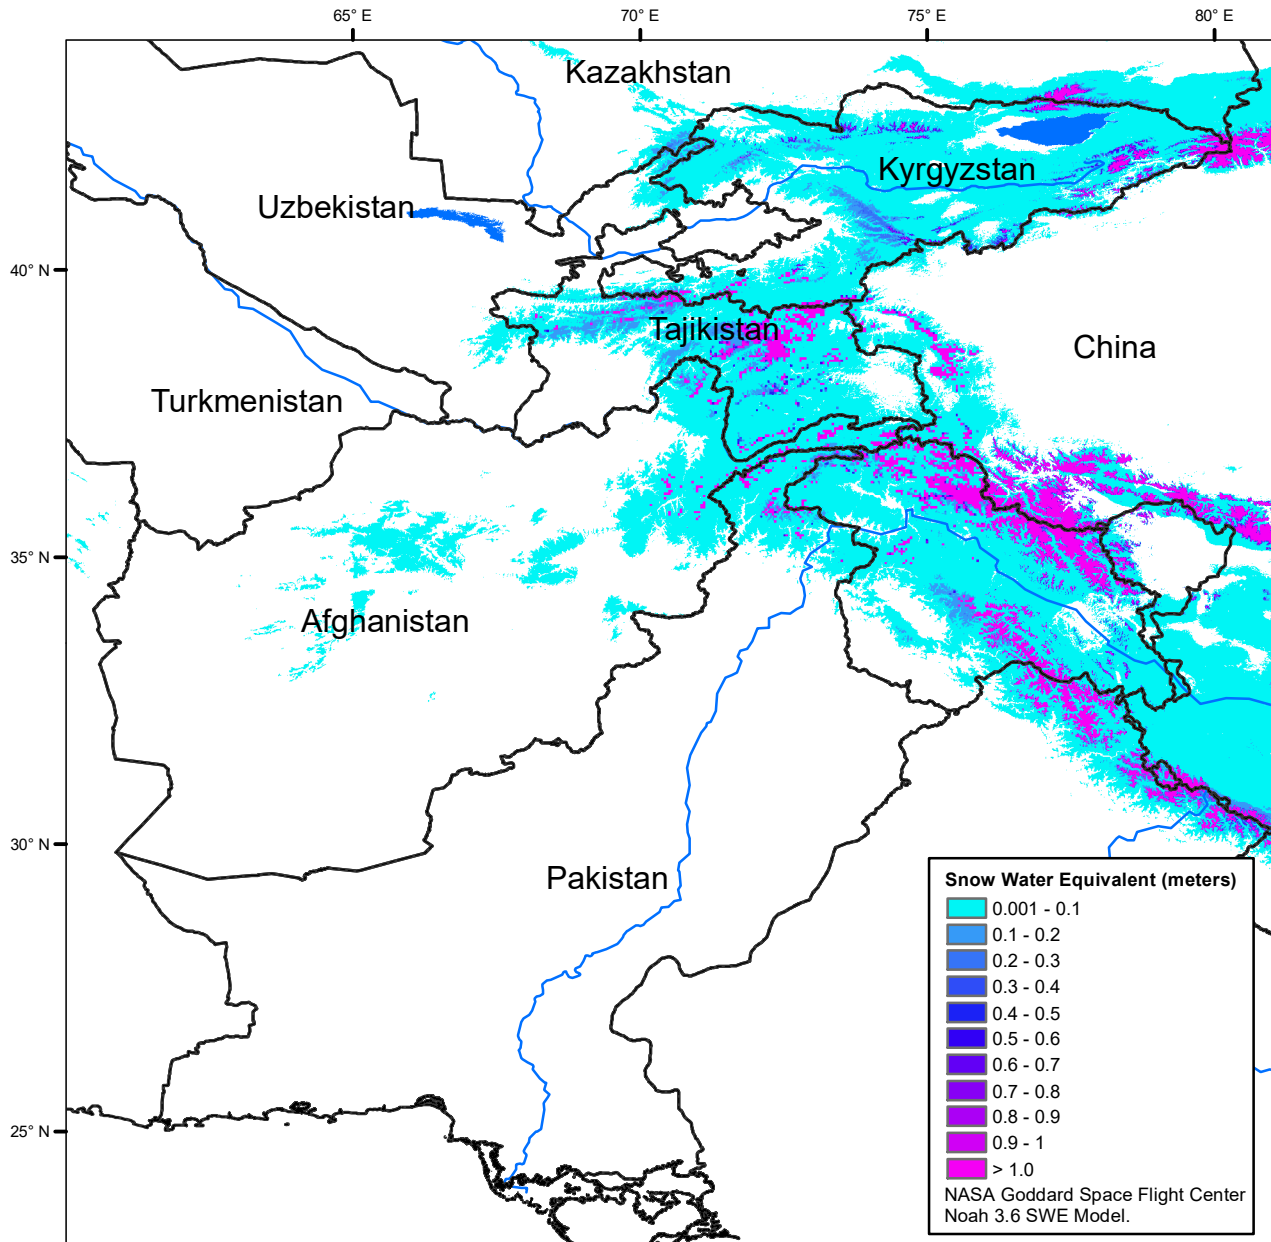 65° E
70° E
75° E
80° E
Kazakhstan
Kyrgyzstan
Uzbekistan
40° N
Tajikistan
China
Turkmenistan
35° N
Afghanistan
30° N
Pakistan
25° N
Snow Water Equivalent (meters)
0.001 - 0.1
0.1 - 0.2
0.2 - 0.3
0.3 - 0.4
0.4 - 0.5
0.5 - 0.6
0.6 - 0.7
0.7 - 0.8
0.8 - 0.9
0.9 - 1
> 1.0
NASA Goddard Space Flight Center
Noah 3.6 SWE Model.